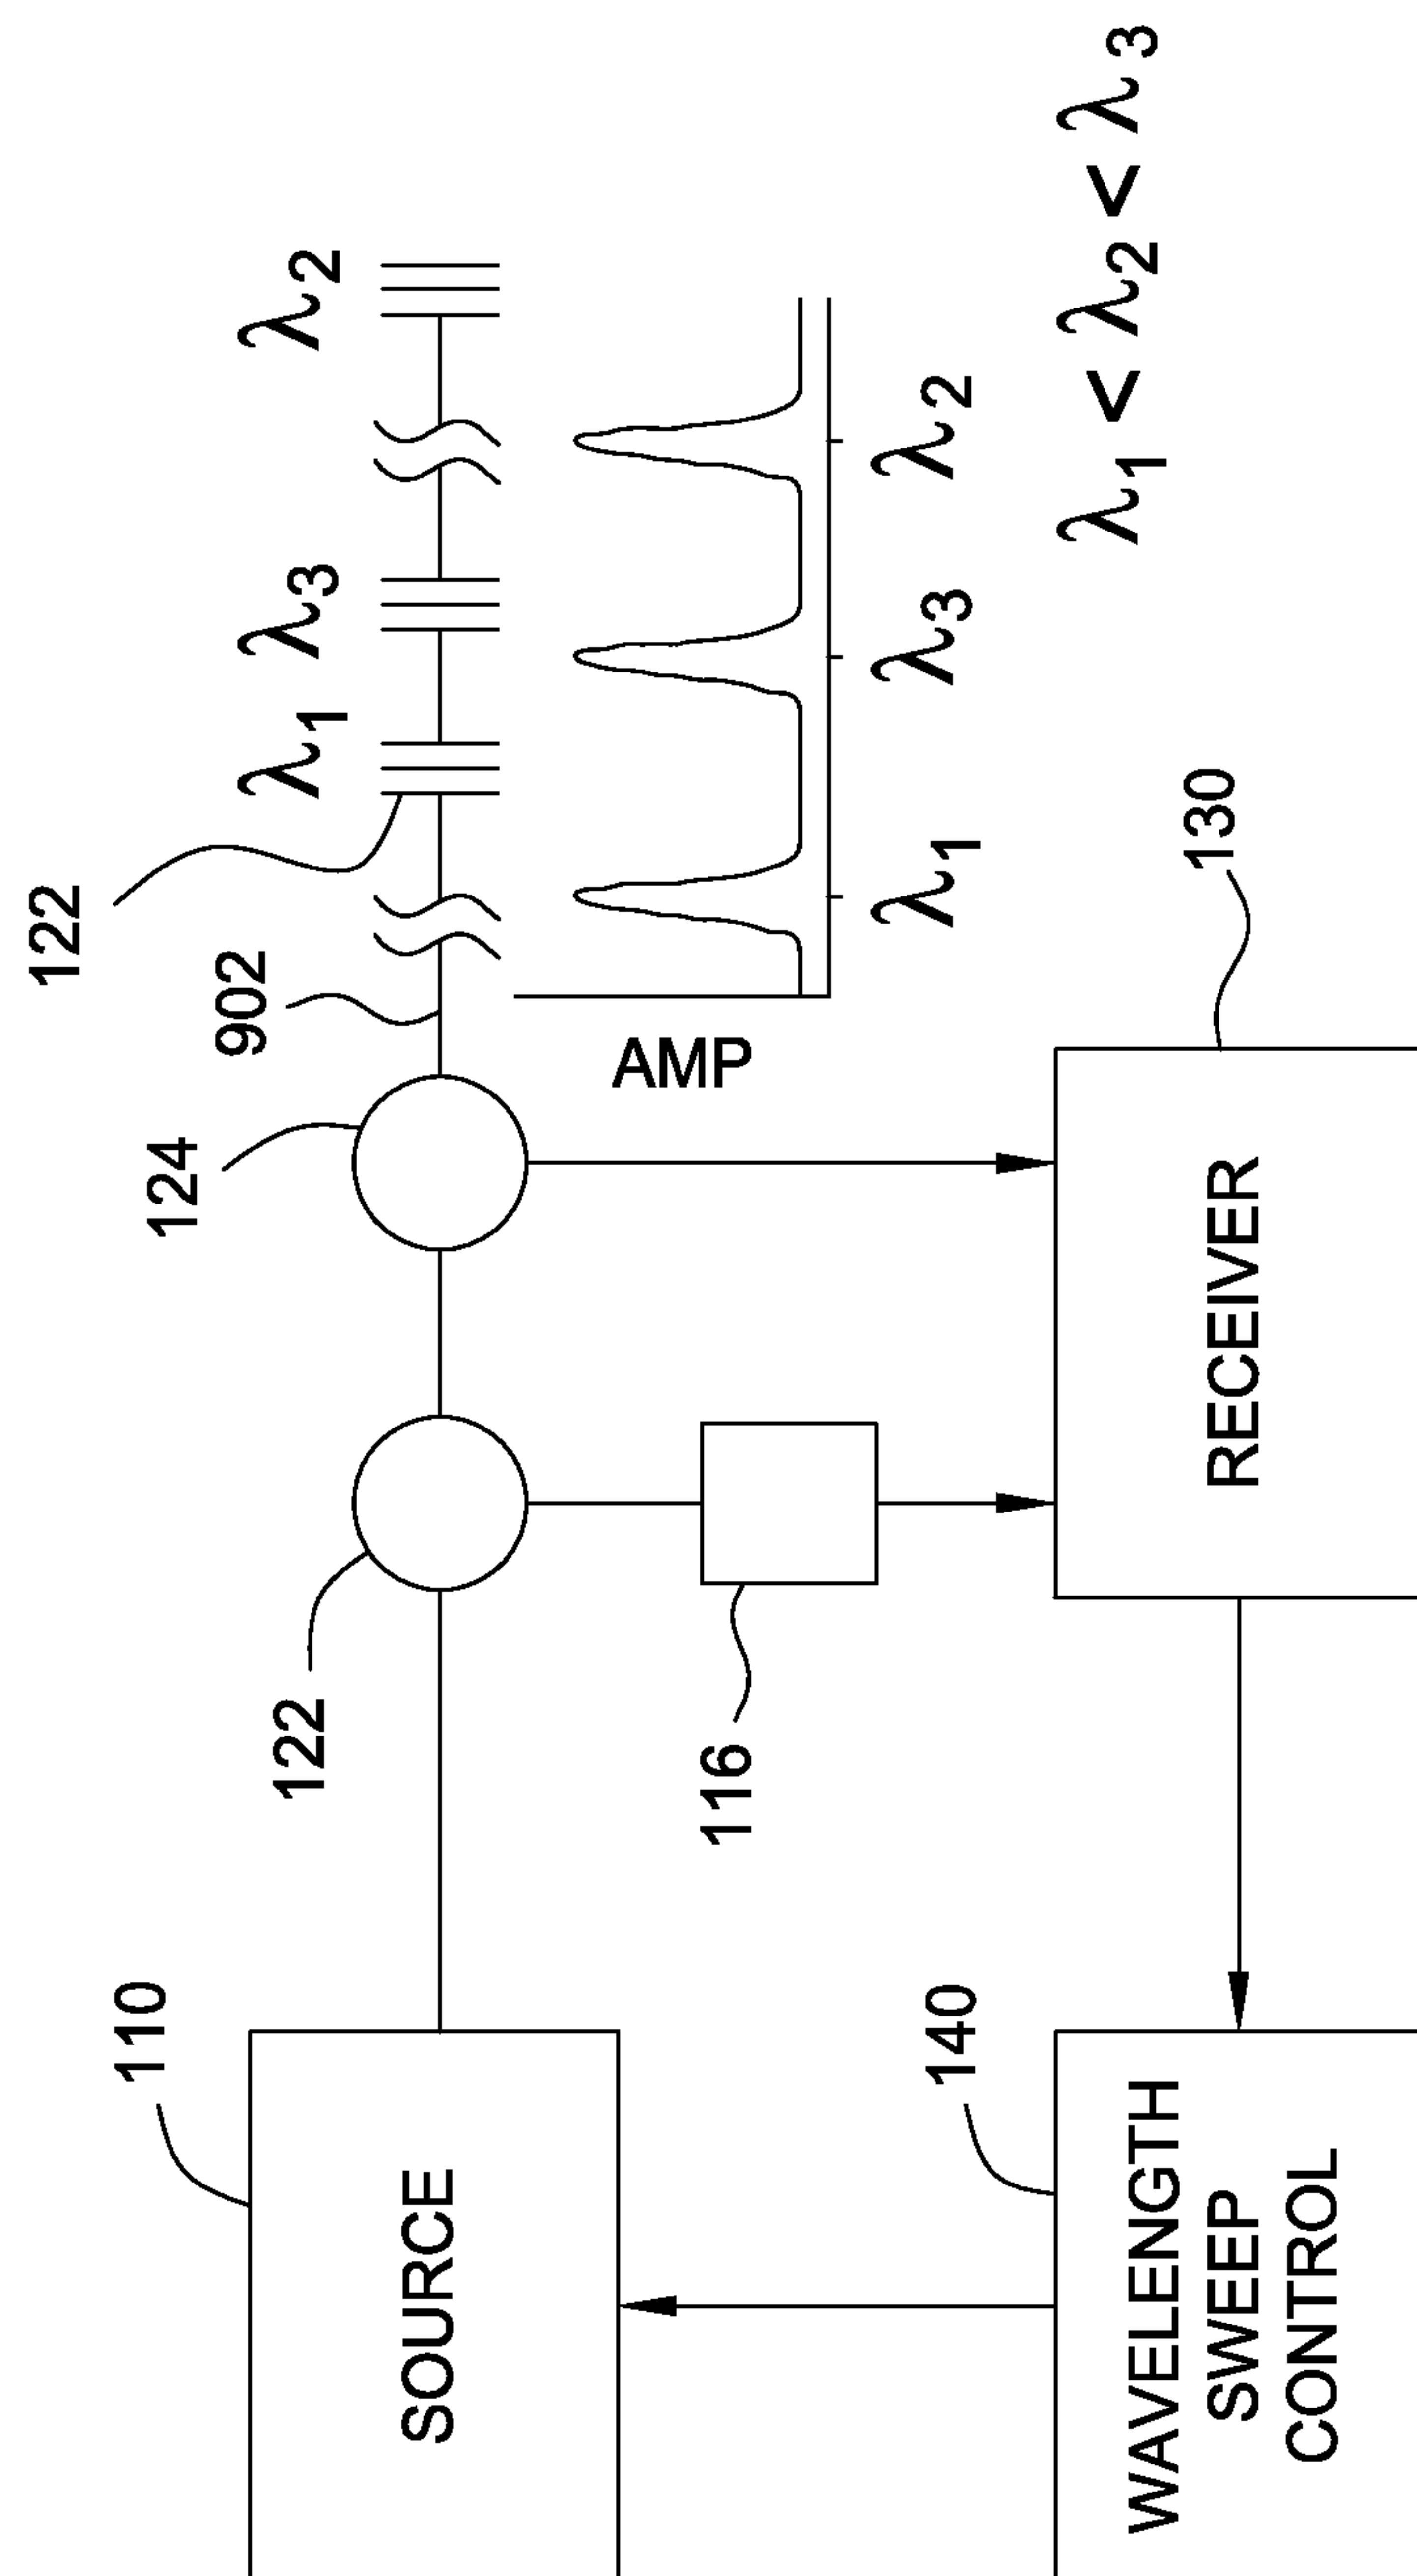 122
902
124
λ1
λ3
λ2
122
110
SOURCE
116
AMP
λ1
λ3
λ2
λ1 < λ2 < λ3
140
130
WAVELENGTH
SWEEP
CONTROL
RECEIVER